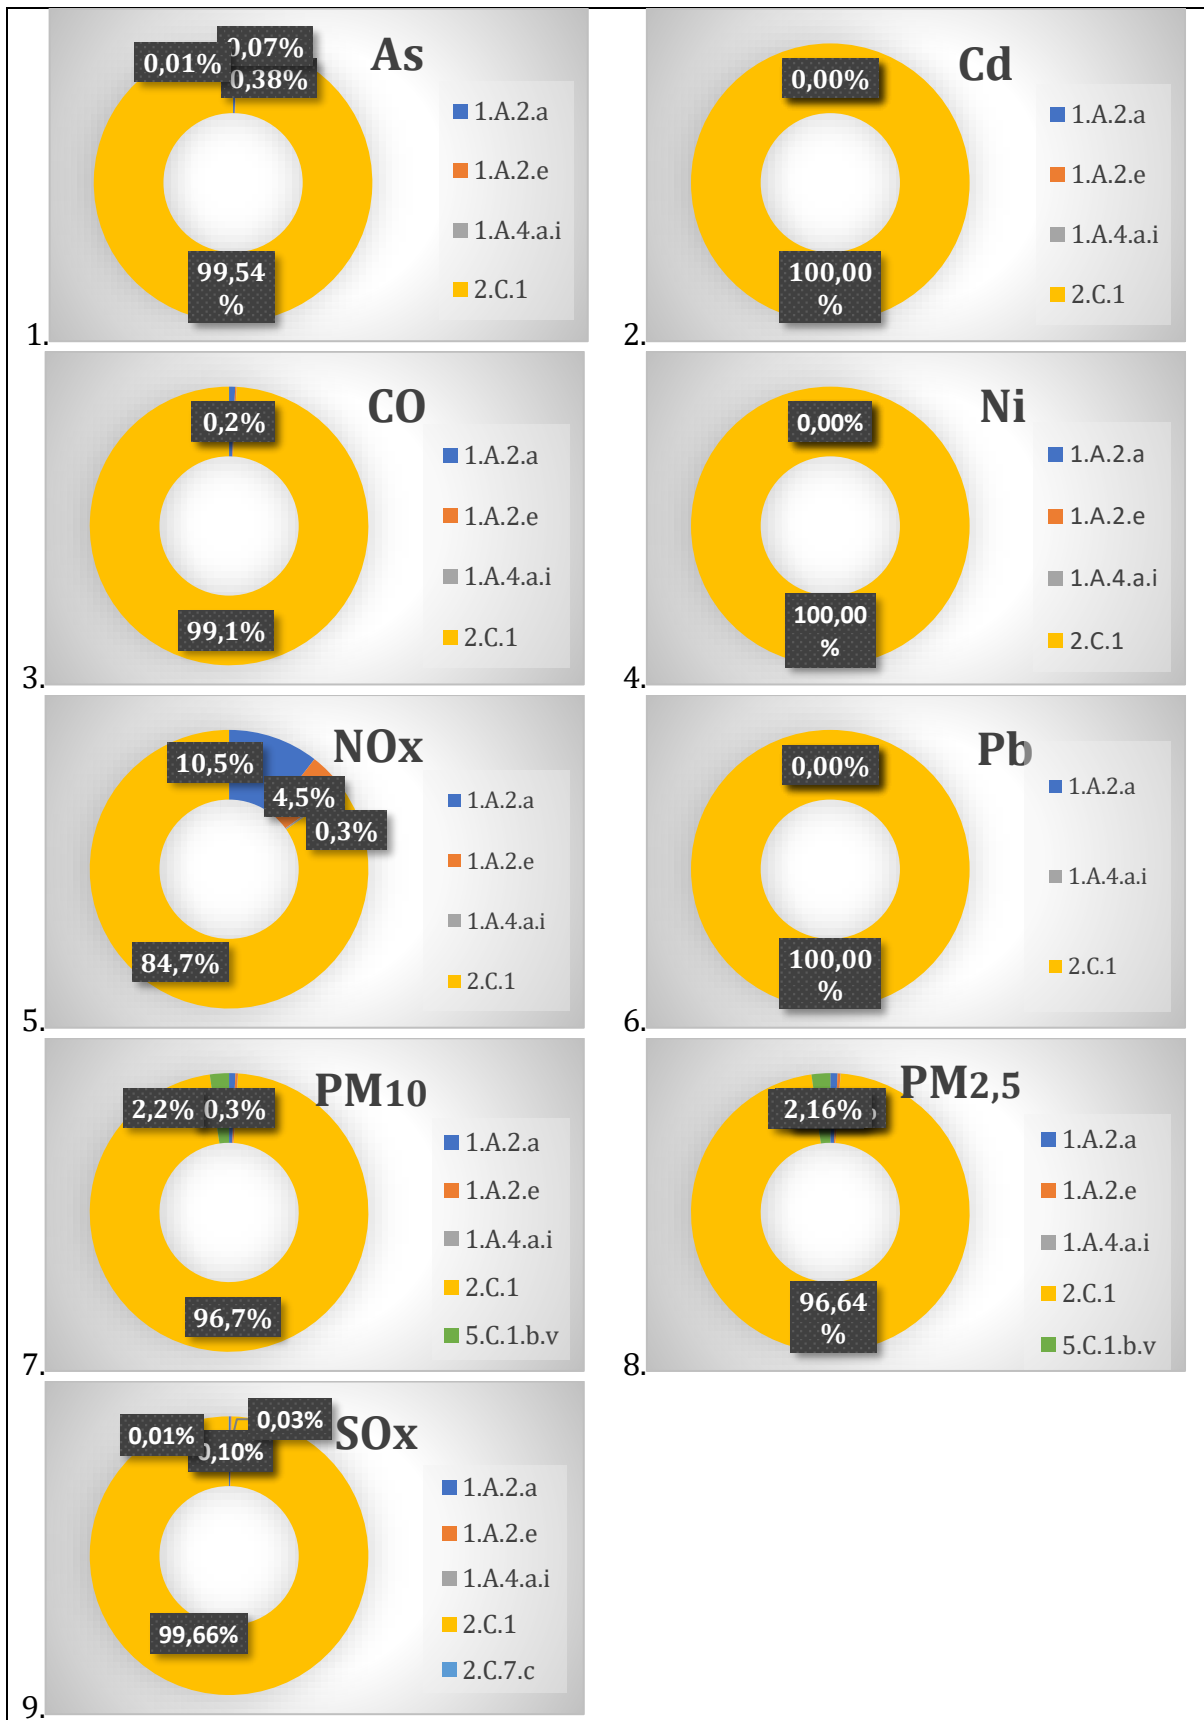 0,07%
As
0,01%
0,38%
1.A.2.a
1.A.2.e
1.A.4.a.i
2.C.1
99,54
%
1.
Cd
0,00%
1.A.2.a
1.A.2.e
1.A.4.a.i
2.C.1
100,00
%
2.
CO
0,2%
1.A.2.a
1.A.2.e
1.A.4.a.i
2.C.1
99,1%
3.
Ni
0,00%
1.A.2.a
1.A.2.e
1.A.4.a.i
2.C.1
100,00
%
4.
NOx
10,5%
4,5%
0,3%
1.A.2.a
1.A.2.e
1.A.4.a.i
2.C.1
84,7%
5.
Pb
0,00%
1.A.2.a
1.A.4.a.i
2.C.1
100,00
%
6.
PM10
2,2%
0,3%
1.A.2.a
1.A.2.e
1.A.4.a.i
2.C.1
5.C.1.b.v
96,7%
7.
PM2,5
2,16%
1.A.2.a
1.A.2.e
1.A.4.a.i
2.C.1
5.C.1.b.v
96,64
%
8.
0,03%
SOx
0,01%
0,10%
1.A.2.a
1.A.2.e
1.A.4.a.i
2.C.1
2.C.7.c
99,66%
9.